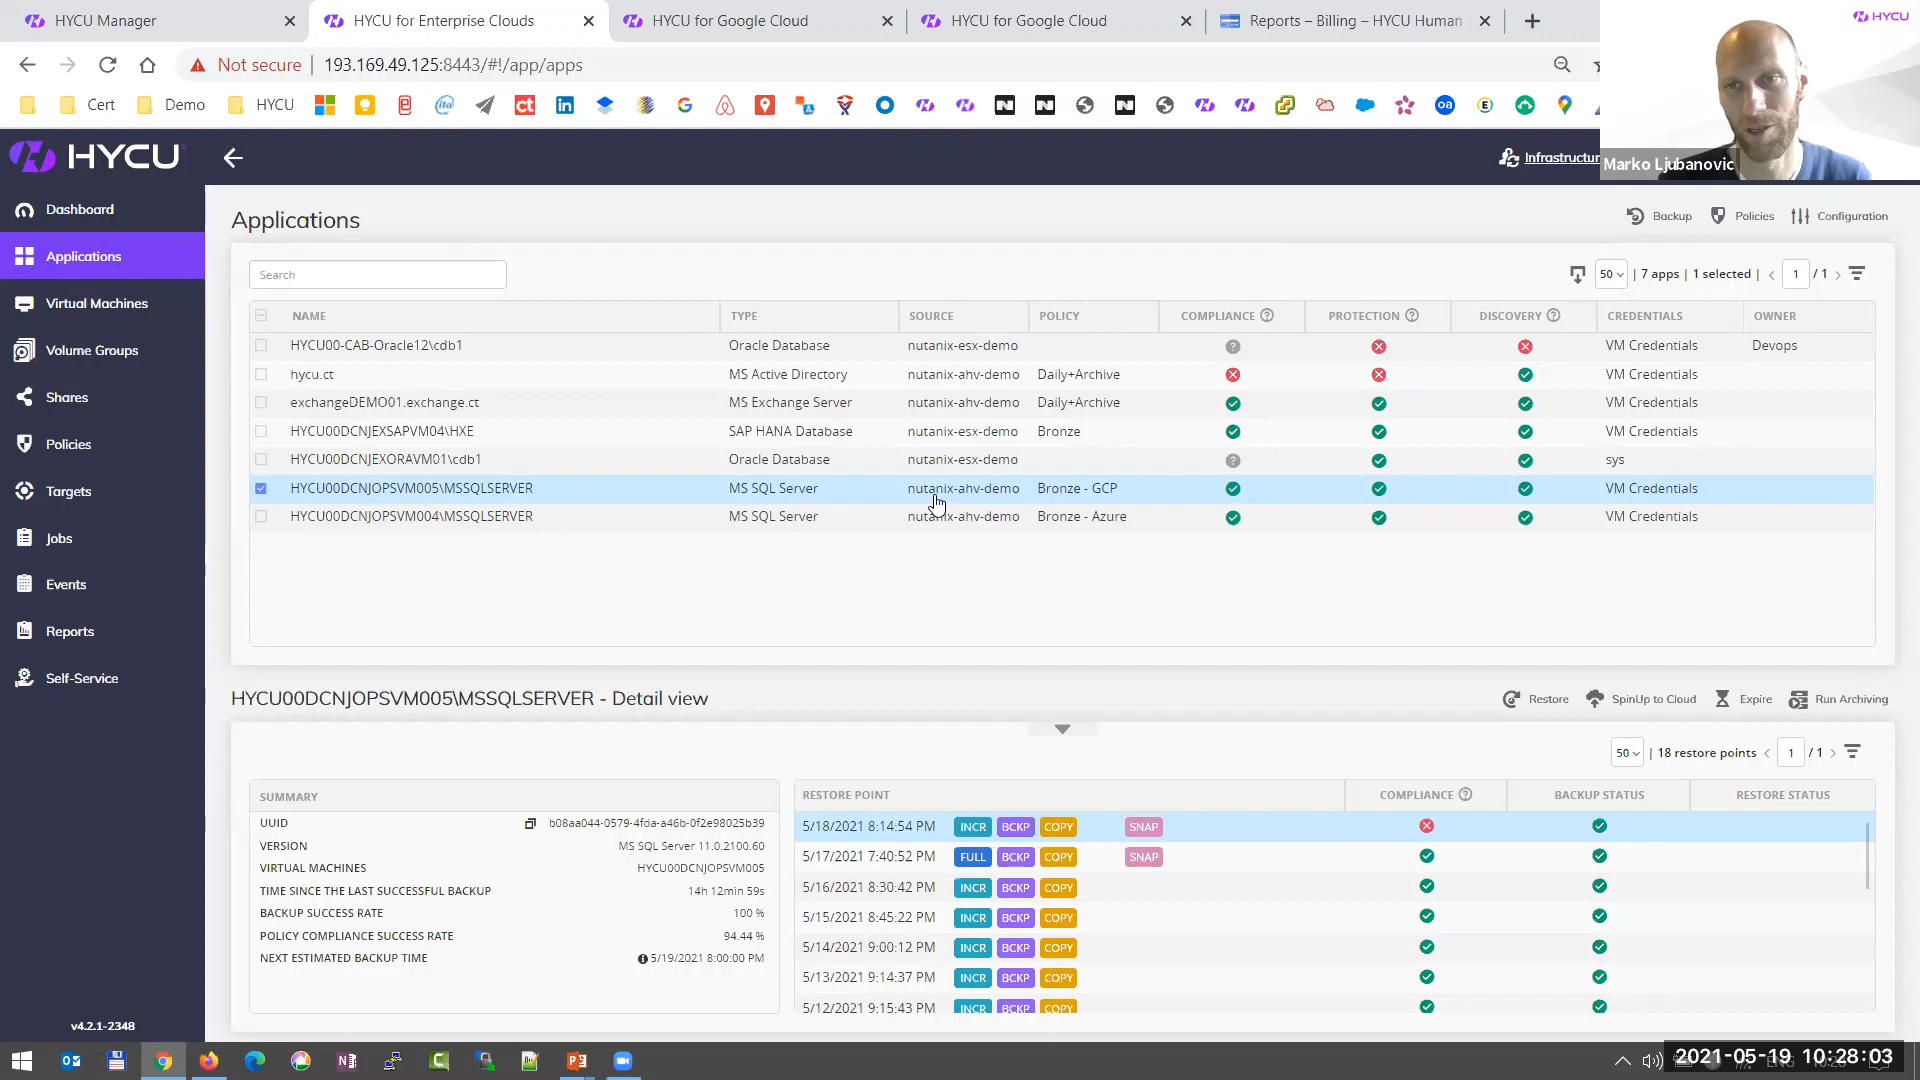 HYCU Manager
HYCU for Enterprise Clouds
HYCU for Google Cloud
HYCU for Google Cloud
Reports – Billing – HYCU Human
HYCU
Not secure | 193.169.49.125:8443/#!/app/apps
Cert
Demo
HYCU
HYCU
Infrastructur
Marko Ljubanovic
Dashboard
Applications
Virtual Machines
Volume Groups
Shares
Policies
Targets
Jobs
Events
Reports
Self-Service
v4.2.1-2348
Applications
Backup
Policies
Configuration
Search
50 | 7 apps | 1 selected | < 1 / 1 >
NAME TYPE SOURCE POLICY COMPLIANCE PROTECTION DISCOVERY CREDENTIALS OWNER
HYCU00-CAB-Oracle12\cdb1 Oracle Database nutanix-esx-demo VM Credentials Devops
hycu.ct MS Active Directory nutanix-ahv-demo Daily+Archive VM Credentials
exchangeDEMO01.exchange.ct MS Exchange Server nutanix-ahv-demo Daily+Archive VM Credentials
HYCU00DCNJEXSAPVM04\HXE SAP HANA Database nutanix-esx-demo Bronze VM Credentials
HYCU00DCNJEXORAVM01\cdb1 Oracle Database nutanix-esx-demo sys
HYCU00DCNJOPSVM005\MSSQLSERVER MS SQL Server nutanix-ahv-demo Bronze - GCP VM Credentials
HYCU00DCNJOPSVM004\MSSQLSERVER MS SQL Server nutanix-ahv-demo Bronze - Azure VM Credentials
HYCU00DCNJOPSVM005\MSSQLSERVER - Detail view
Restore
SpinUp to Cloud
Expire
Run Archiving
50 | 18 restore points < 1 / 1 >
SUMMARY
UUID b08aa044-0579-4fda-a46b-0f2e98025b39
VERSION MS SQL Server 11.0.2100.60
VIRTUAL MACHINES HYCU00DCNJOPSVM005
TIME SINCE THE LAST SUCCESSFUL BACKUP 14h 12min 59s
BACKUP SUCCESS RATE 100 %
POLICY COMPLIANCE SUCCESS RATE 94.44 %
NEXT ESTIMATED BACKUP TIME 5/19/2021 8:00:00 PM
RESTORE POINT COMPLIANCE BACKUP STATUS RESTORE STATUS
5/18/2021 8:14:54 PM INCR BCKP COPY SNAP
5/17/2021 7:40:52 PM FULL BCKP COPY SNAP
5/16/2021 8:30:42 PM INCR BCKP COPY
5/15/2021 8:45:22 PM INCR BCKP COPY
5/14/2021 9:00:12 PM INCR BCKP COPY
5/13/2021 9:14:37 PM INCR BCKP COPY
5/12/2021 9:15:43 PM INCR BCKP COPY
2021-05-19 10:28:03